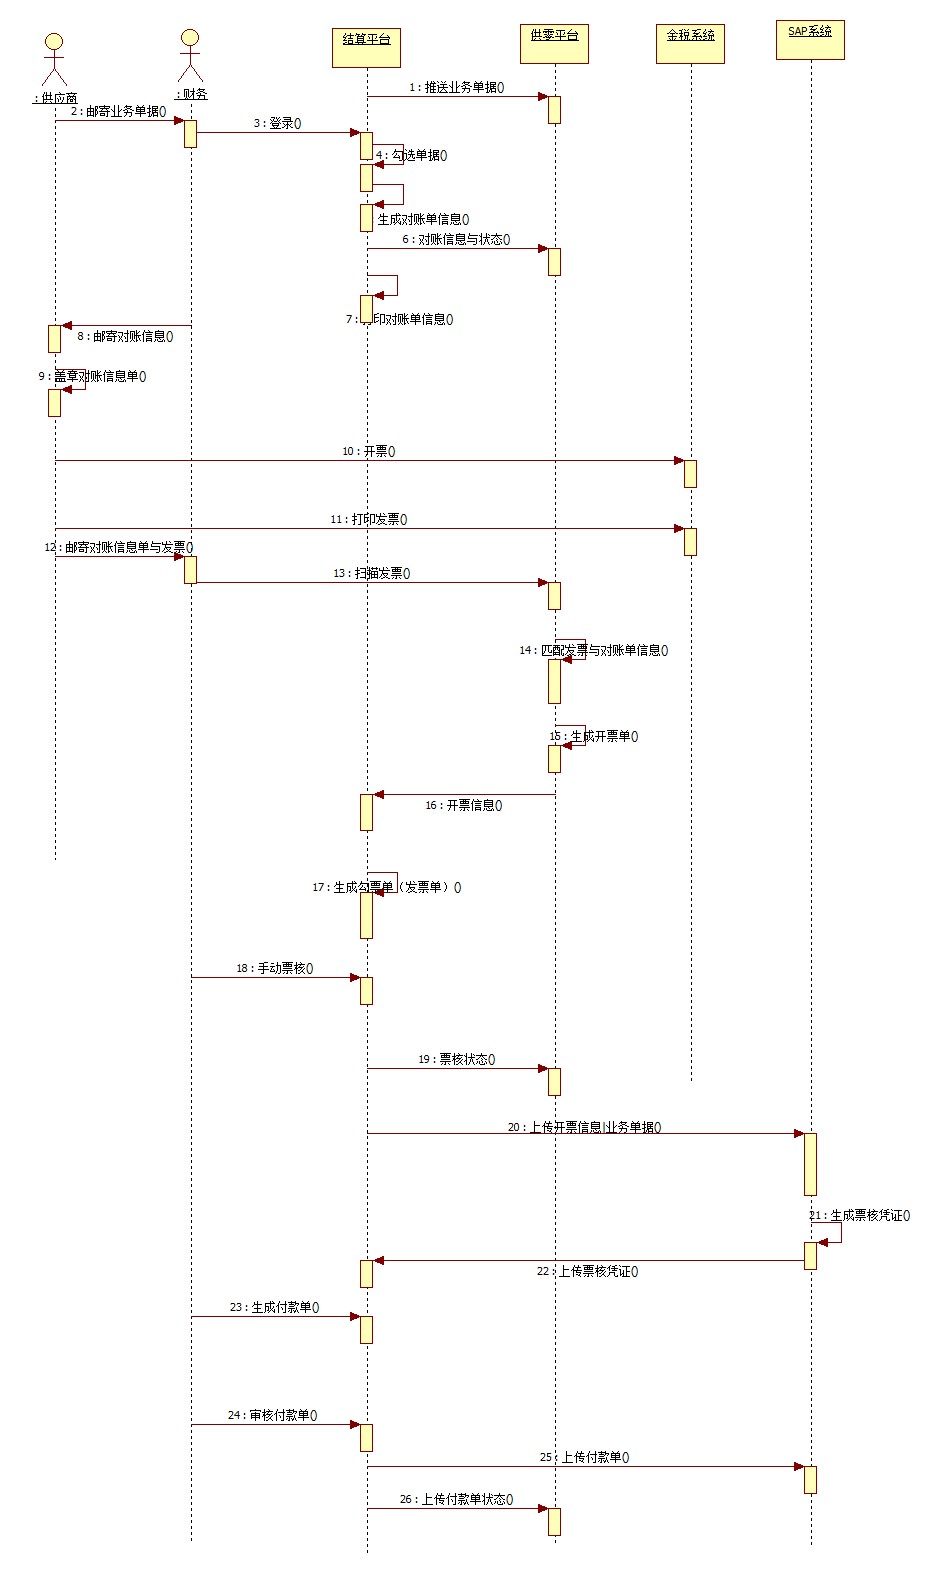 结算平台
供零平台
金税系统
SAP系统
: 供应商
: 财务
1 : 推送业务单据()
2 : 邮寄业务单据()
3 : 登录()
4 : 勾选单据()
生成对账单信息()
6 : 对账信息与状态()
7 : 打印对账单信息()
8 : 邮寄对账信息()
9 : 盖章对账信息单()
10 : 开票()
11 : 打印发票()
12 : 邮寄对账信息单与发票()
13 : 扫描发票()
14 : 匹配发票与对账单信息()
15 : 生成开票单()
16 : 开票信息()
17 : 生成勾票单（发票单）()
18 : 手动票核()
19 : 票核状态()
20 : 上传开票信息|业务单据()
21 : 生成票核凭证()
22 : 上传票核凭证()
23 : 生成付款单()
24 : 审核付款单()
25 : 上传付款单()
26 : 上传付款单状态()